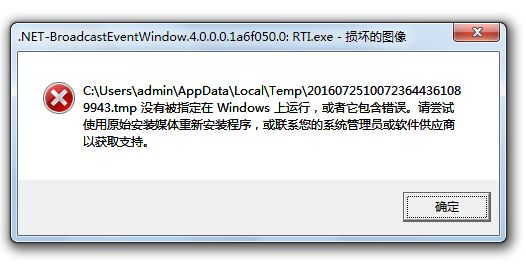 .NET-BroadcastEventWindow.4.0.0.0.1a6f050.0: RTI.exe - 损坏的图像
C:\Users\admin\AppData\Local\Temp\20160725100723644361089943.tmp 没有被指定在 Windows 上运行，或者它包含错误。请尝试
使用原始安装媒体重新安装程序，或联系您的系统管理员或软件供应商
以获取支持。
确定